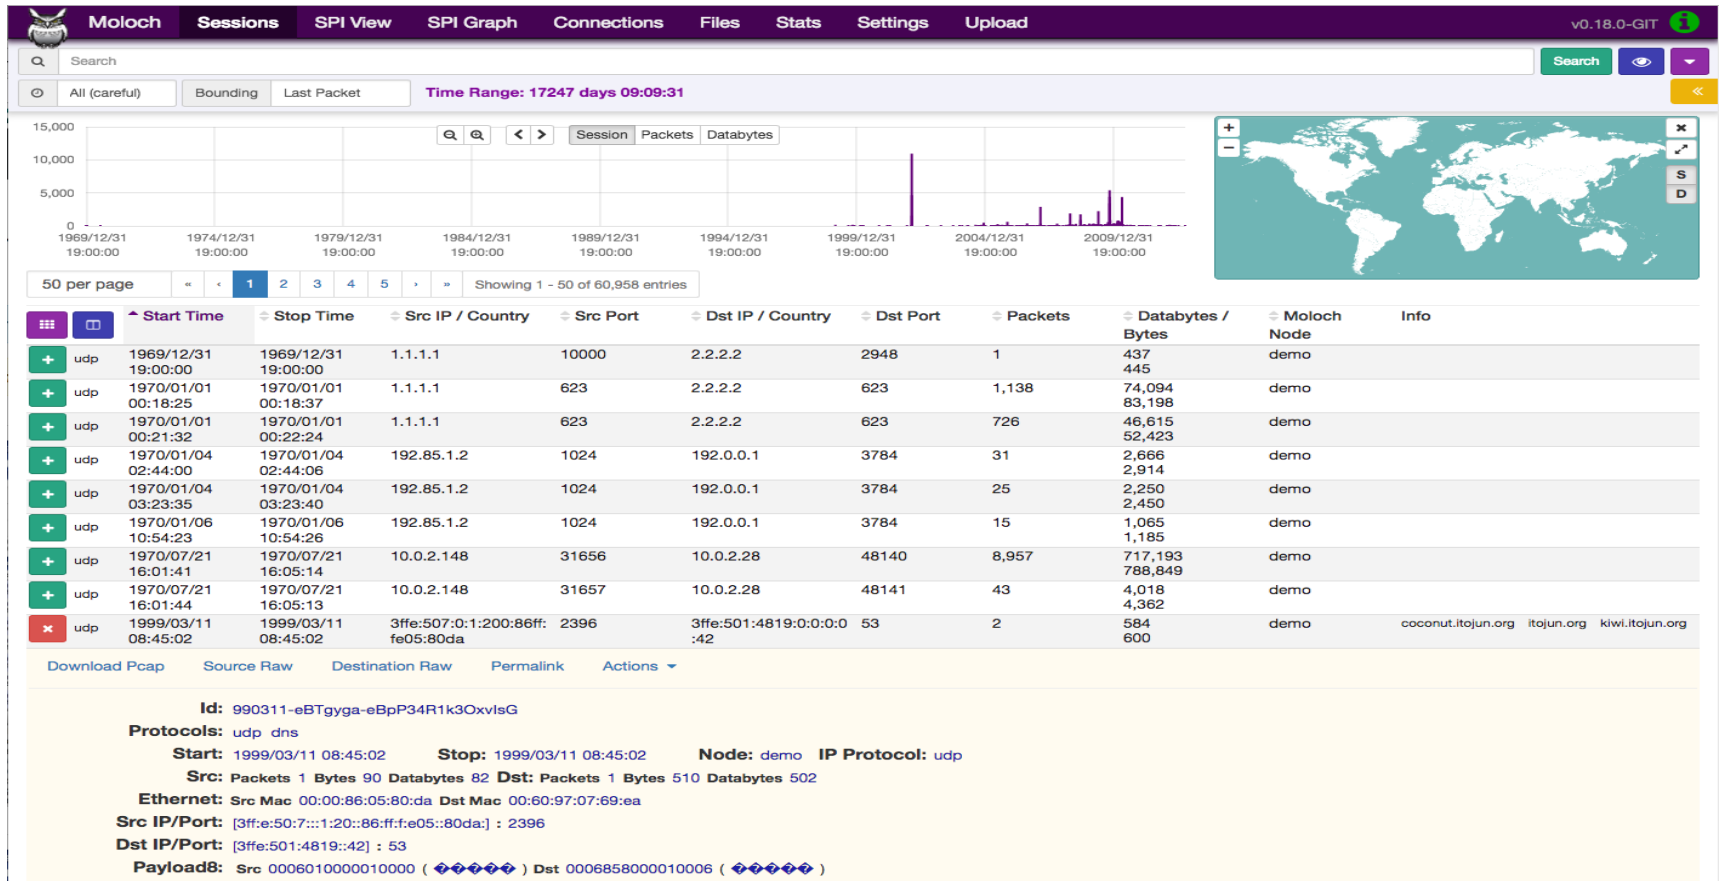 Moloch Sessions SPI View SPI Graph Connections Files Stats Settings Upload v0.18.0-GIT i
Search Search
All (careful) Bounding Last Packet Time Range: 17247 days 09:09:31
15,000
10,000
5,000
0
Session Packets Databytes
+
−
S
D
1969/12/31 1974/12/31 1979/12/31 1984/12/31 1989/12/31 1994/12/31 1999/12/31 2004/12/31 2009/12/31
19:00:00 19:00:00 19:00:00 19:00:00 19:00:00 19:00:00 19:00:00 19:00:00 19:00:00
50 per page « ‹ 1 2 3 4 5 › » Showing 1 - 50 of 60,958 entries
Start Time Stop Time Src IP / Country Src Port Dst IP / Country Dst Port Packets Databytes / Moloch Info
Bytes Node
udp 1969/12/31 1969/12/31 1.1.1.1 10000 2.2.2.2 2948 1 437 demo
19:00:00 19:00:00 445
udp 1970/01/01 1970/01/01 1.1.1.1 623 2.2.2.2 623 1,138 74,094 demo
00:18:25 00:18:37 83,198
udp 1970/01/01 1970/01/01 1.1.1.1 623 2.2.2.2 623 726 46,615 demo
00:21:32 00:22:24 52,423
udp 1970/01/04 1970/01/04 192.85.1.2 1024 192.0.0.1 3784 31 2,666 demo
02:44:00 02:44:06 2,914
udp 1970/01/04 1970/01/04 192.85.1.2 1024 192.0.0.1 3784 25 2,250 demo
03:23:35 03:23:40 2,450
udp 1970/01/06 1970/01/06 192.85.1.2 1024 192.0.0.1 3784 15 1,065 demo
10:54:23 10:54:26 1,185
udp 1970/07/21 1970/07/21 10.0.2.148 31656 10.0.2.28 48140 8,957 717,193 demo
16:01:41 16:05:14 788,849
udp 1970/07/21 1970/07/21 10.0.2.148 31657 10.0.2.28 48141 43 4,018 demo
16:01:44 16:05:13 4,362
udp 1999/03/11 1999/03/11 3ffe:507:0:1:200:86ff: 2396 3ffe:501:4819:0:0:0:0 53 2 584 demo coconut.itojun.org itojun.org kiwi.itojun.org
08:45:02 08:45:02 fe05:80da :42 600
Download Pcap Source Raw Destination Raw Permalink Actions
Id: 990311-eBTgyga-eBpP34R1k3OxvIsG
Protocols: udp dns
Start: 1999/03/11 08:45:02 Stop: 1999/03/11 08:45:02 Node: demo IP Protocol: udp
Src: Packets 1 Bytes 90 Databytes 82 Dst: Packets 1 Bytes 510 Databytes 502
Ethernet: Src Mac 00:00:86:05:80:da Dst Mac 00:60:97:07:69:ea
Src IP/Port: [3ff:e:50:7:::1:20::86:ff:f:e05::80da:] : 2396
Dst IP/Port: [3ffe:501:4819::42] : 53
Payload8: Src 0006010000010000 ( ����� ) Dst 0006858000010006 ( ����� )